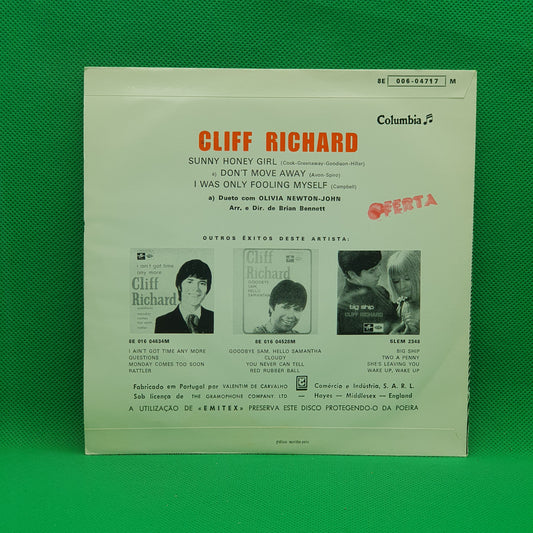 8E 006-04717 M
Columbia
CLIFF RICHARD
SUNNY HONEY GIRL (Cook-Greenaway-Goodison-Hiller)
a) DON'T MOVE AWAY (Avon-Spiro)
I WAS ONLY FOOLING MYSELF (Campbell)
a) Dueto com OLIVIA NEWTON-JOHN
Arr. e Dir. de Brian Bennett
OFERTA
OUTROS ÊXITOS DESTE ARTISTA:
i don't got time
any more
Cliff
Richard
Cliff
Richard
GOODBYE
SAM,
HELLO
SAMANTHA
big ship
CLIFF RICHARD
8E 016 04634M
I AIN'T GOT TIME ANY MORE
QUESTIONS
MONDAY COMES TOO SOON
RATTLER
8E 016 04528M
GOODBYE SAM, HELLO SAMANTHA
CLOUDY
YOU NEVER CAN TELL
RED RUBBER BALL
SLEM 2348
BIG SHIP
TWO A PENNY
SHE'S LEAVING YOU
WAKE UP, WAKE UP
Fabricado em Portugal por VALENTIM DE CARVALHO Comércio e Indústria, S. A. R. L.
Sob licença de THE GRAMOPHONE COMPANY LTD — Hayes — Middlesex — England
A UTILIZAÇÃO DE «EMITEX» PRESERVA ESTE DISCO PROTEGENDO-O DA POEIRA